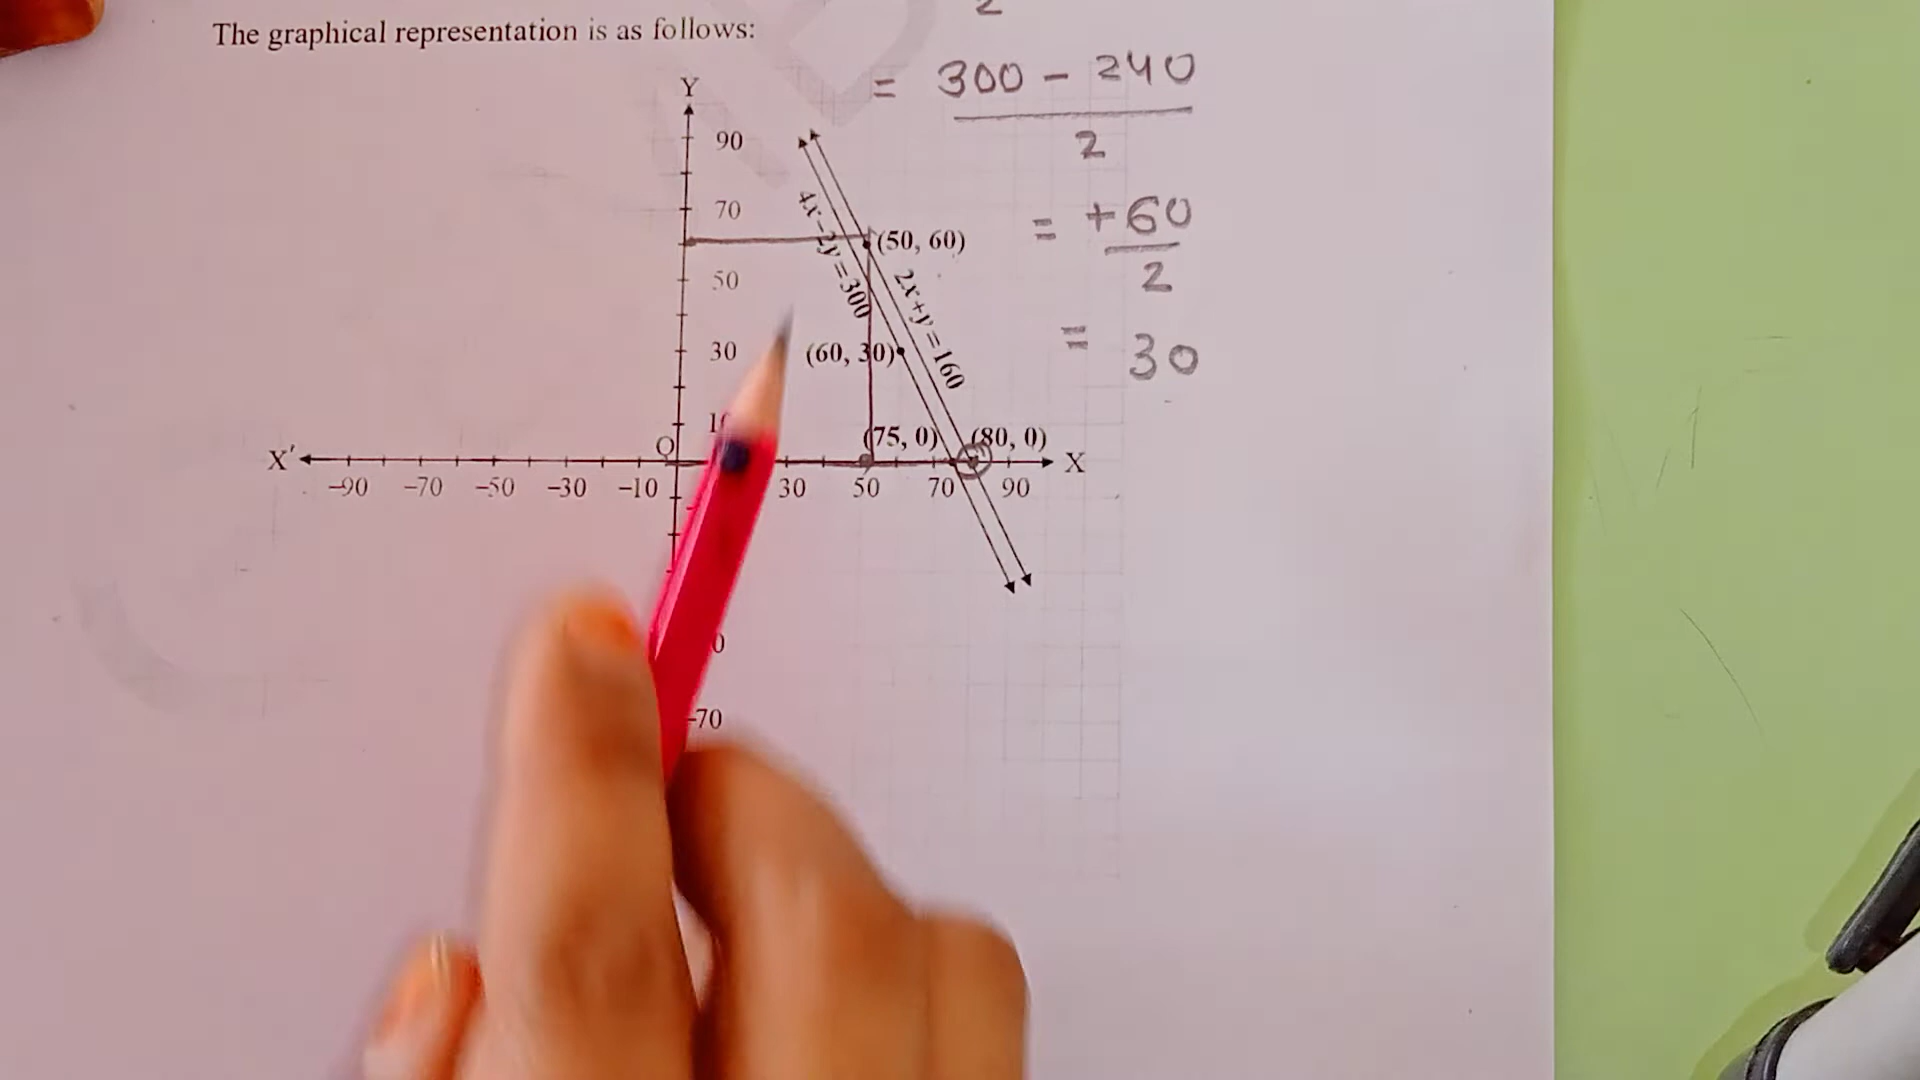 The graphical representation is as follows:
2
= 300 - 240
2
= +60
2
= 30
Y
90
70
50
30
(50, 60)
4x–2y=300
2x+y=160
(60, 30)
(75, 0)
(80, 0)
O
X′
X
–90 –70 –50 –30 –10 30 50 70 90
–70